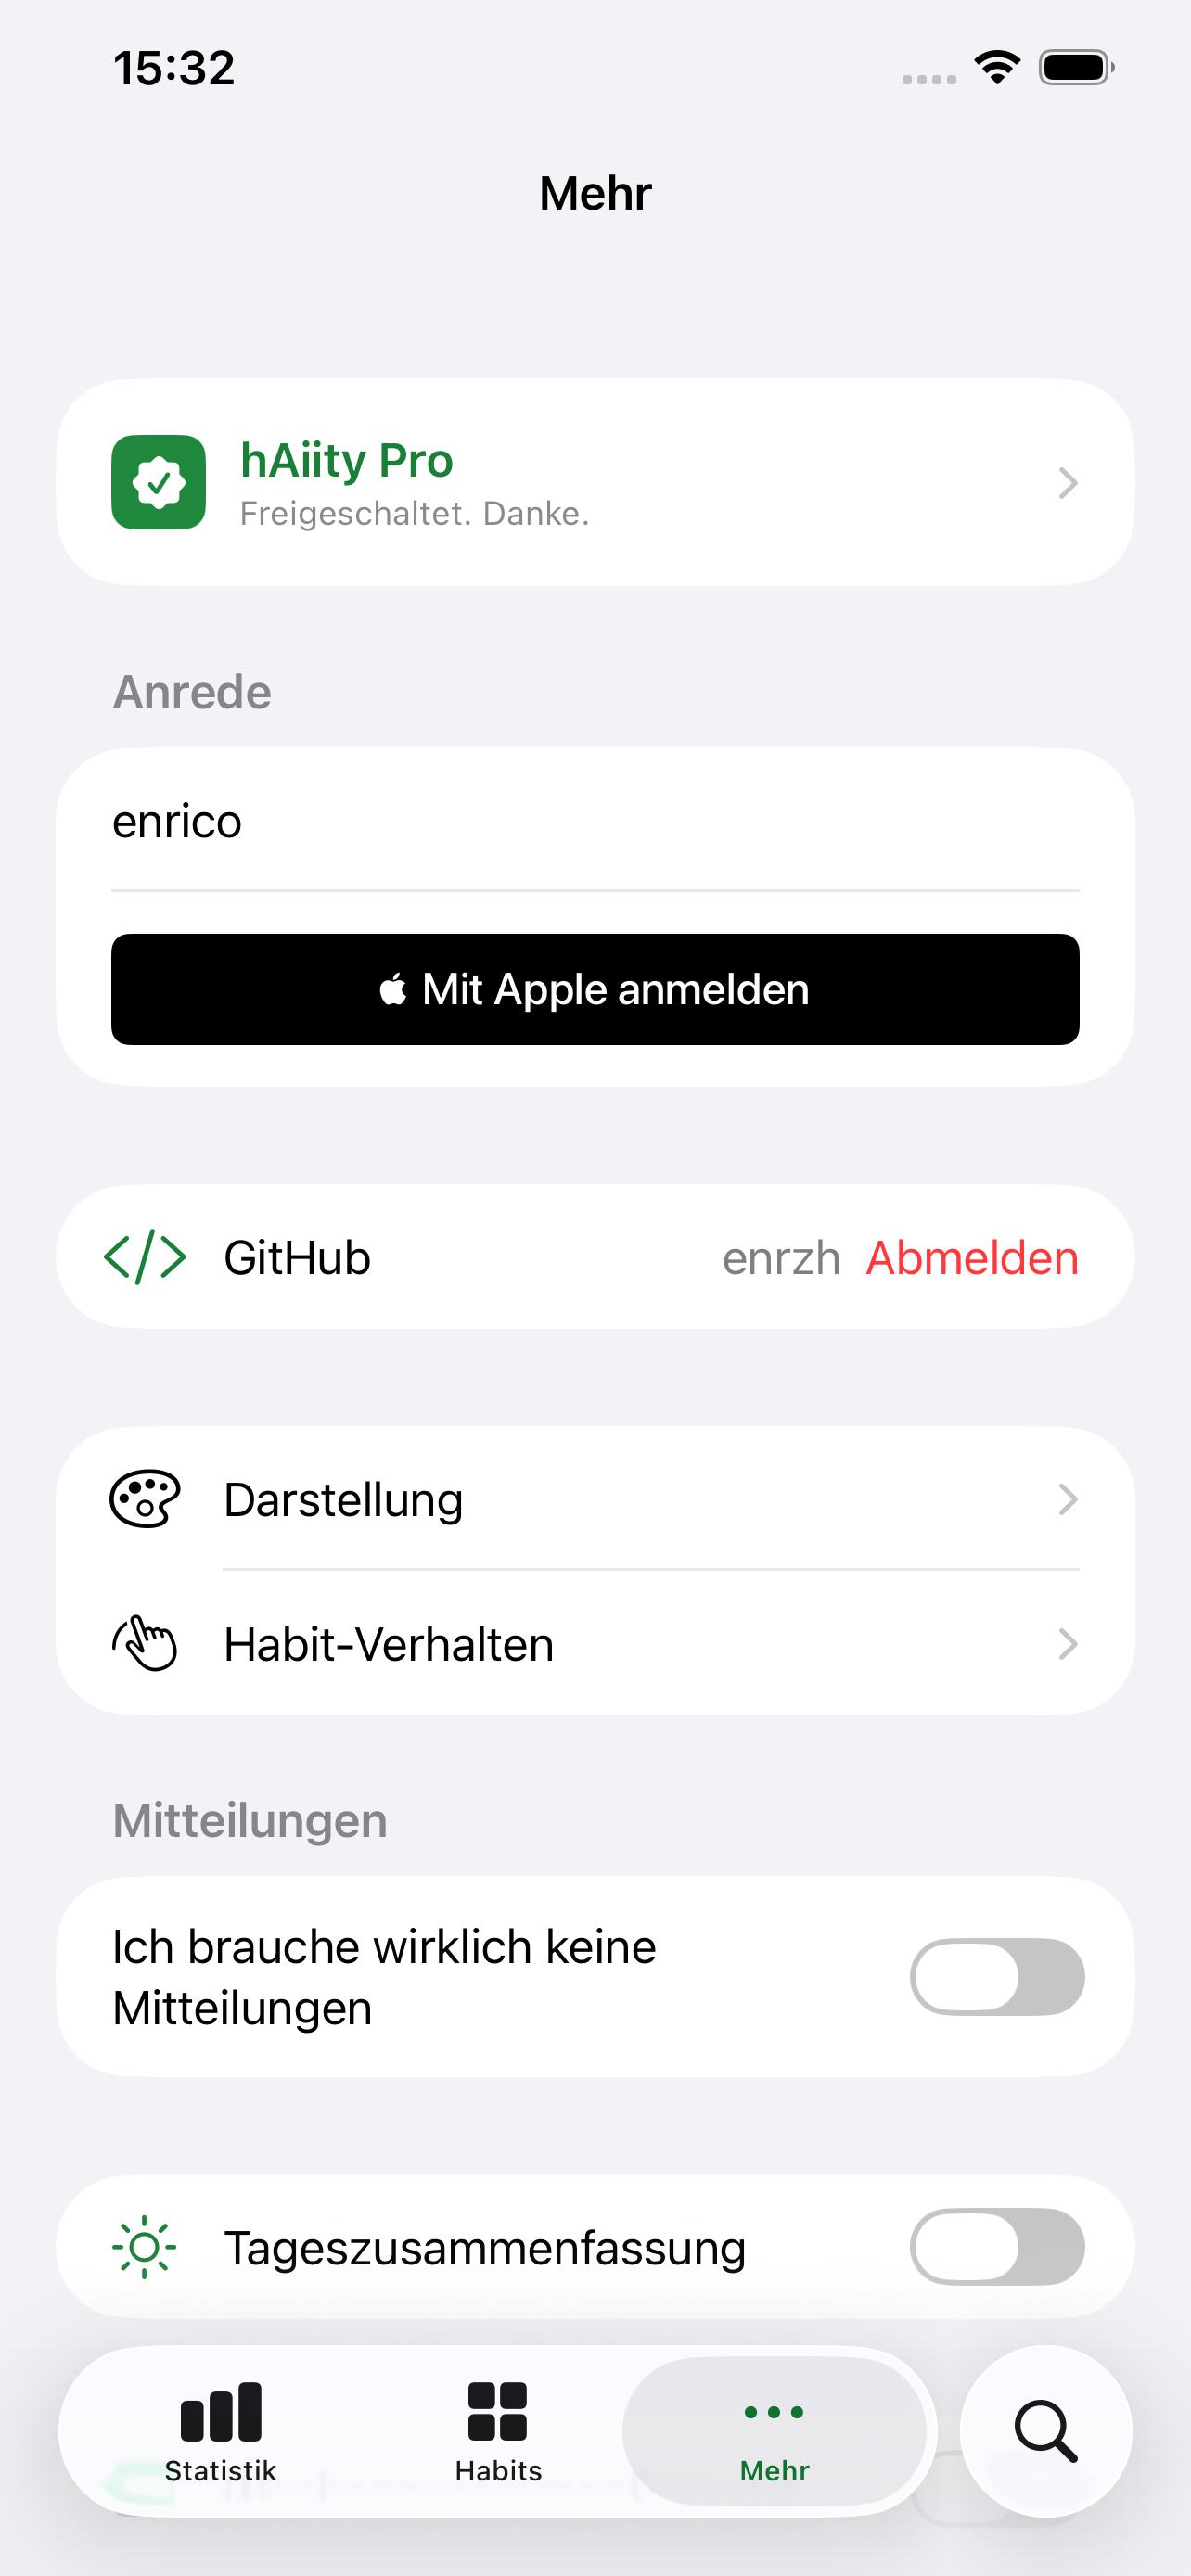 15:32
Mehr
hAiity Pro
Freigeschaltet. Danke.
Anrede
enrico
Mit Apple anmelden
GitHub enrzh Abmelden
Darstellung
Habit-Verhalten
Mitteilungen
Ich brauche wirklich keine
Mitteilungen
Tageszusammenfassung
Statistik Habits Mehr